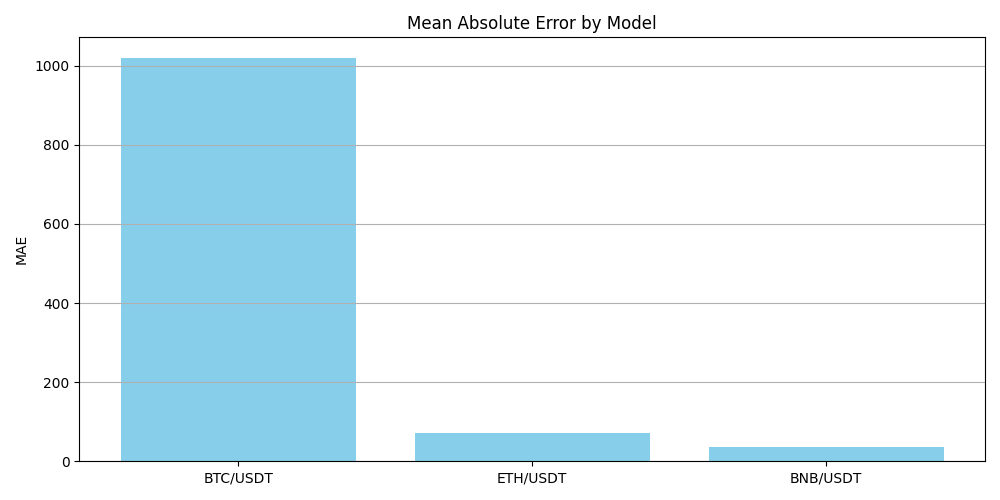 Mean Absolute Error by Model
1000
800
600
400
200
0
MAE
BTC/USDT
ETH/USDT
BNB/USDT